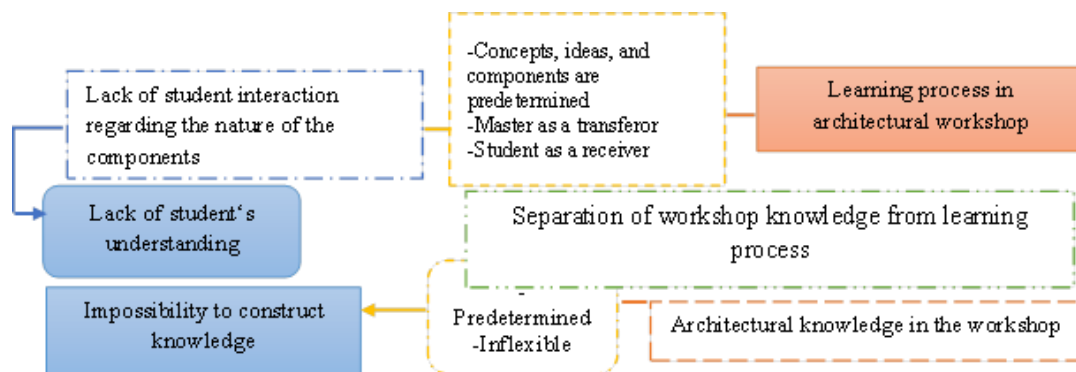 -Concepts, ideas, and
components are
predetermined
-Master as a transferor
-Student as a receiver
Lack of student interaction
regarding the nature of the
components
Learning process in
architectural workshop
Lack of student‘s
understanding
Separation of workshop knowledge from learning
process
Impossibility to construct
knowledge
-
Predetermined
-Inflexible
Architectural knowledge in the workshop